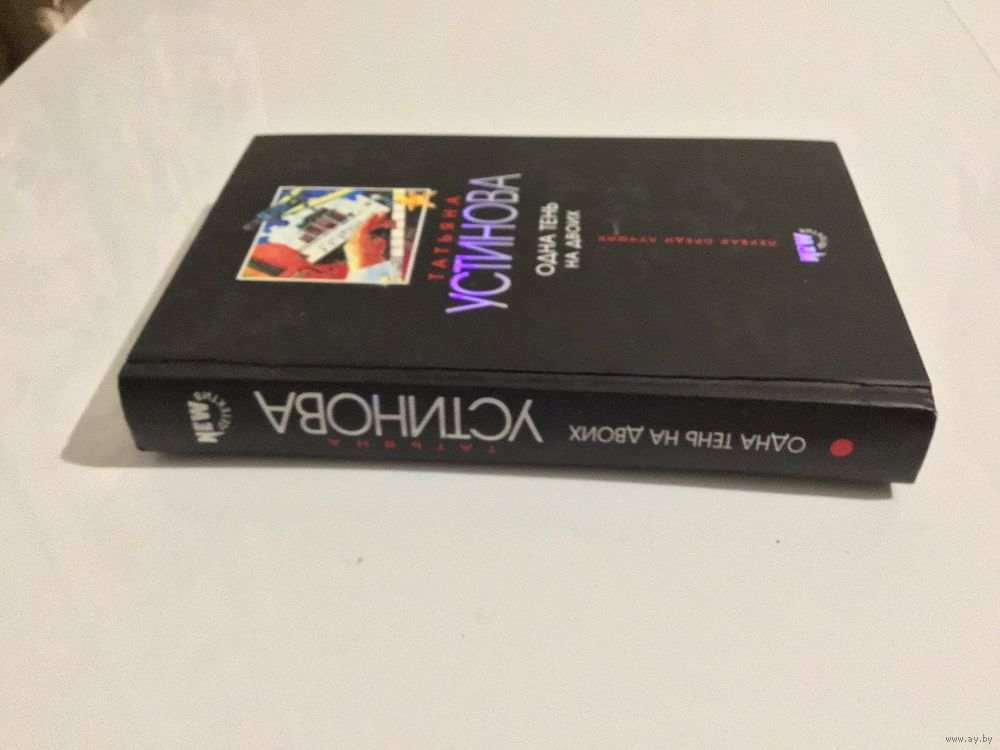 ПЕРВАЯ СРЕДИ ЛУЧШИХ
ТАТЬЯНА
УСТИНОВА
ОДНА ТЕНЬ
НА ДВОИХ
NEW
ОДНА ТЕНЬ НА ДВОИХ
ТАТЬЯНА
УСТИНОВА
NEW
www.ay.by